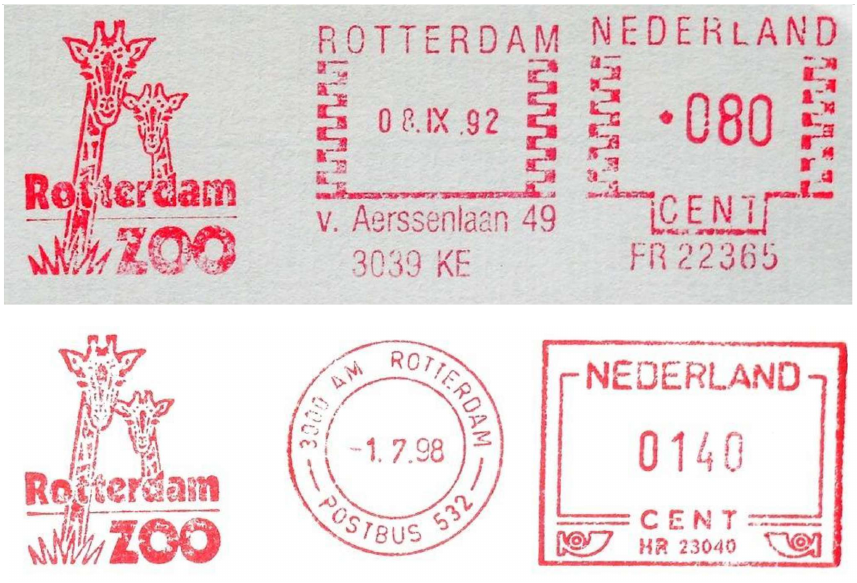 Rotterdam
ZOO
ROTTERDAM
08.IX.92
v. Aerssenlaan 49
3039 KE
NEDERLAND
·080
CENT
FR 22365
Rotterdam
ZOO
3000 AM ROTTERDAM
-1.7.98
POSTBUS 532
NEDERLAND
0140
CENT
HR 23040